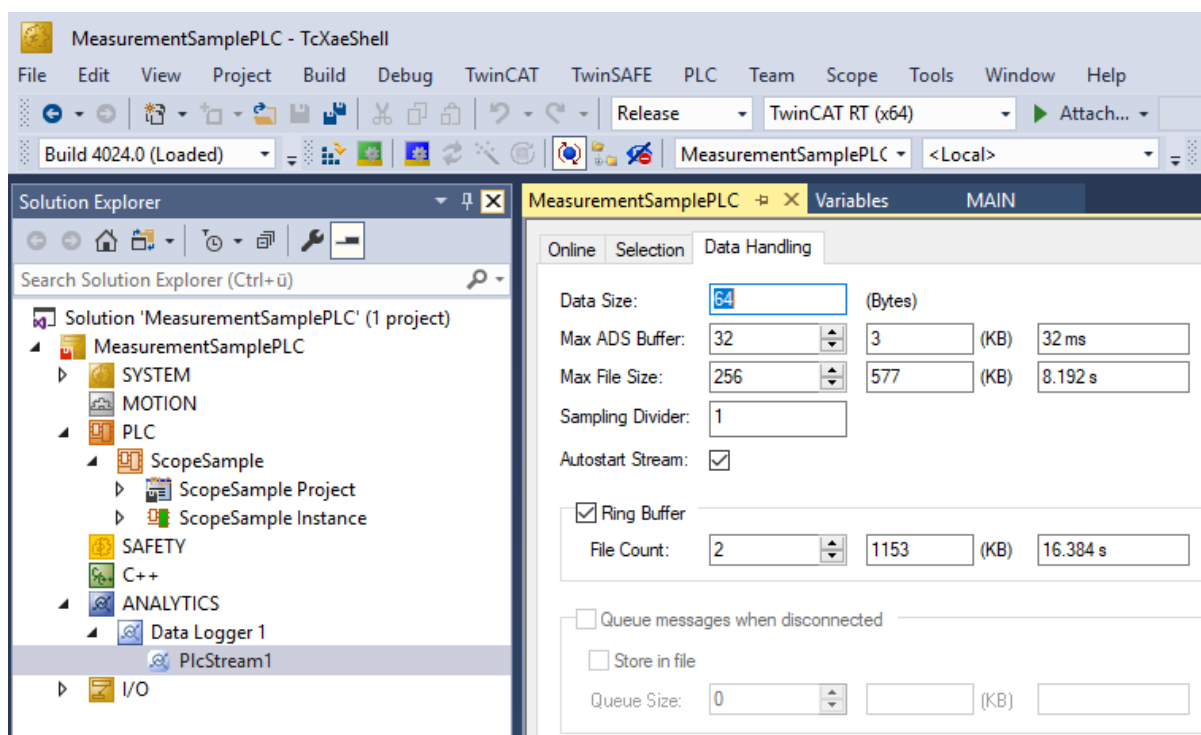 MeasurementSamplePLC - TcXaeShell
File Edit View Project Build Debug TwinCAT TwinSAFE PLC Team Scope Tools Window Help
Release TwinCAT RT (x64) Attach...
Build 4024.0 (Loaded) MeasurementSamplePL( <Local>
Solution Explorer
MeasurementSamplePLC Variables MAIN
Online Selection Data Handling
Search Solution Explorer (Ctrl+ü)
Solution 'MeasurementSamplePLC' (1 project)
MeasurementSamplePLC
SYSTEM
MOTION
PLC
ScopeSample
ScopeSample Project
ScopeSample Instance
SAFETY
C++
ANALYTICS
Data Logger 1
PlcStream1
I/O
Data Size: 64 (Bytes)
Max ADS Buffer: 32 3 (KB) 32 ms
Max File Size: 256 577 (KB) 8.192 s
Sampling Divider: 1
Autostart Stream:
Ring Buffer
File Count: 2 1153 (KB) 16.384 s
Queue messages when disconnected
Store in file
Queue Size: 0 (KB)